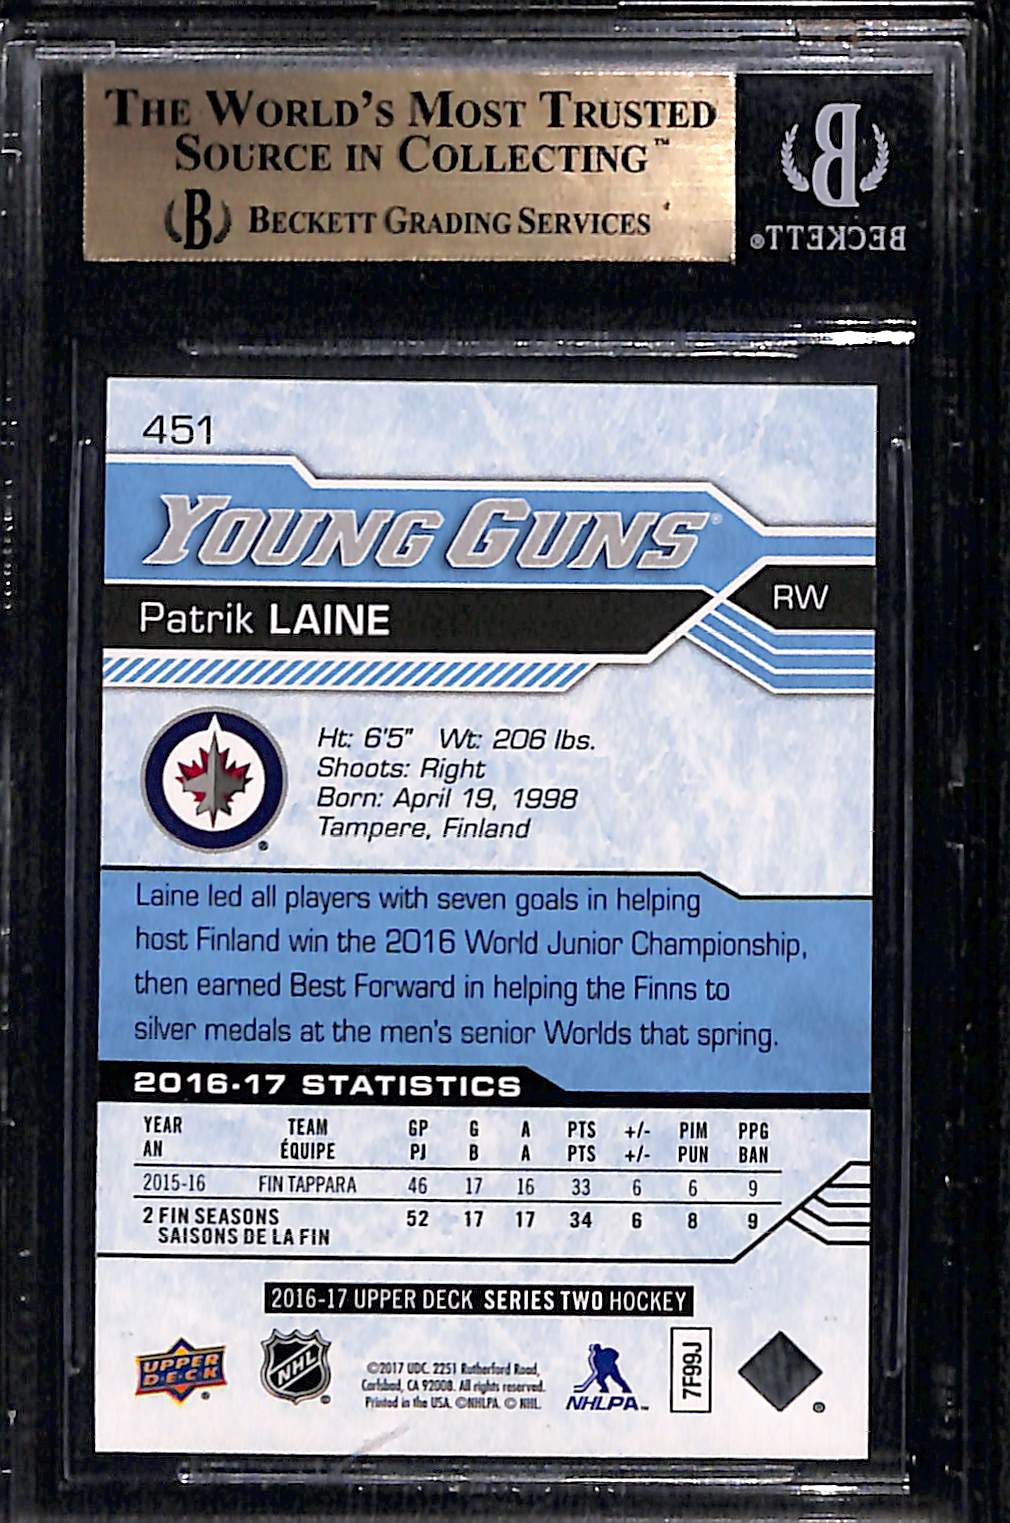 THE WORLD'S MOST TRUSTED
SOURCE IN COLLECTING™
B BECKETT GRADING SERVICES
B
BECKETT®
451
YOUNG GUNS®
RW
Patrik LAINE
Ht: 6'5" Wt: 206 lbs.
Shoots: Right
Born: April 19, 1998
Tampere, Finland
Laine led all players with seven goals in helping
host Finland win the 2016 World Junior Championship,
then earned Best Forward in helping the Finns to
silver medals at the men's senior Worlds that spring.
2016-17 STATISTICS
YEAR TEAM GP G A PTS +/- PIM PPG
AN ÉQUIPE PJ B A PTS +/- PUN BAN
2015-16 FIN TAPPARA 46 17 16 33 6 6 9
2 FIN SEASONS 52 17 17 34 6 8 9
SAISONS DE LA FIN
2016-17 UPPER DECK SERIES TWO HOCKEY
UPPER
DECK
NHL
©2017 UDC. 2251 Rutherford Road,
Carlsbad, CA 92008. All rights reserved.
Printed in the USA. ©NHLPA. © NHL.
NHLPA™
7F99J